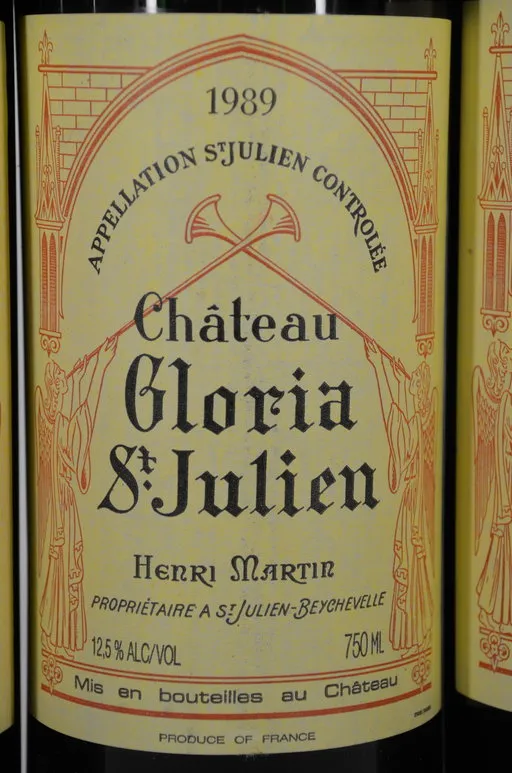 1989
APPELLATION ST JULIEN CONTROLÉE
Château
Gloria
St. Julien
HENRI MARTIN
PROPRIÉTAIRE A ST JULIEN-BEYCHEVELLE
12,5 % ALC/VOL
750 ML
Mis en bouteilles au Château
PRODUCE OF FRANCE